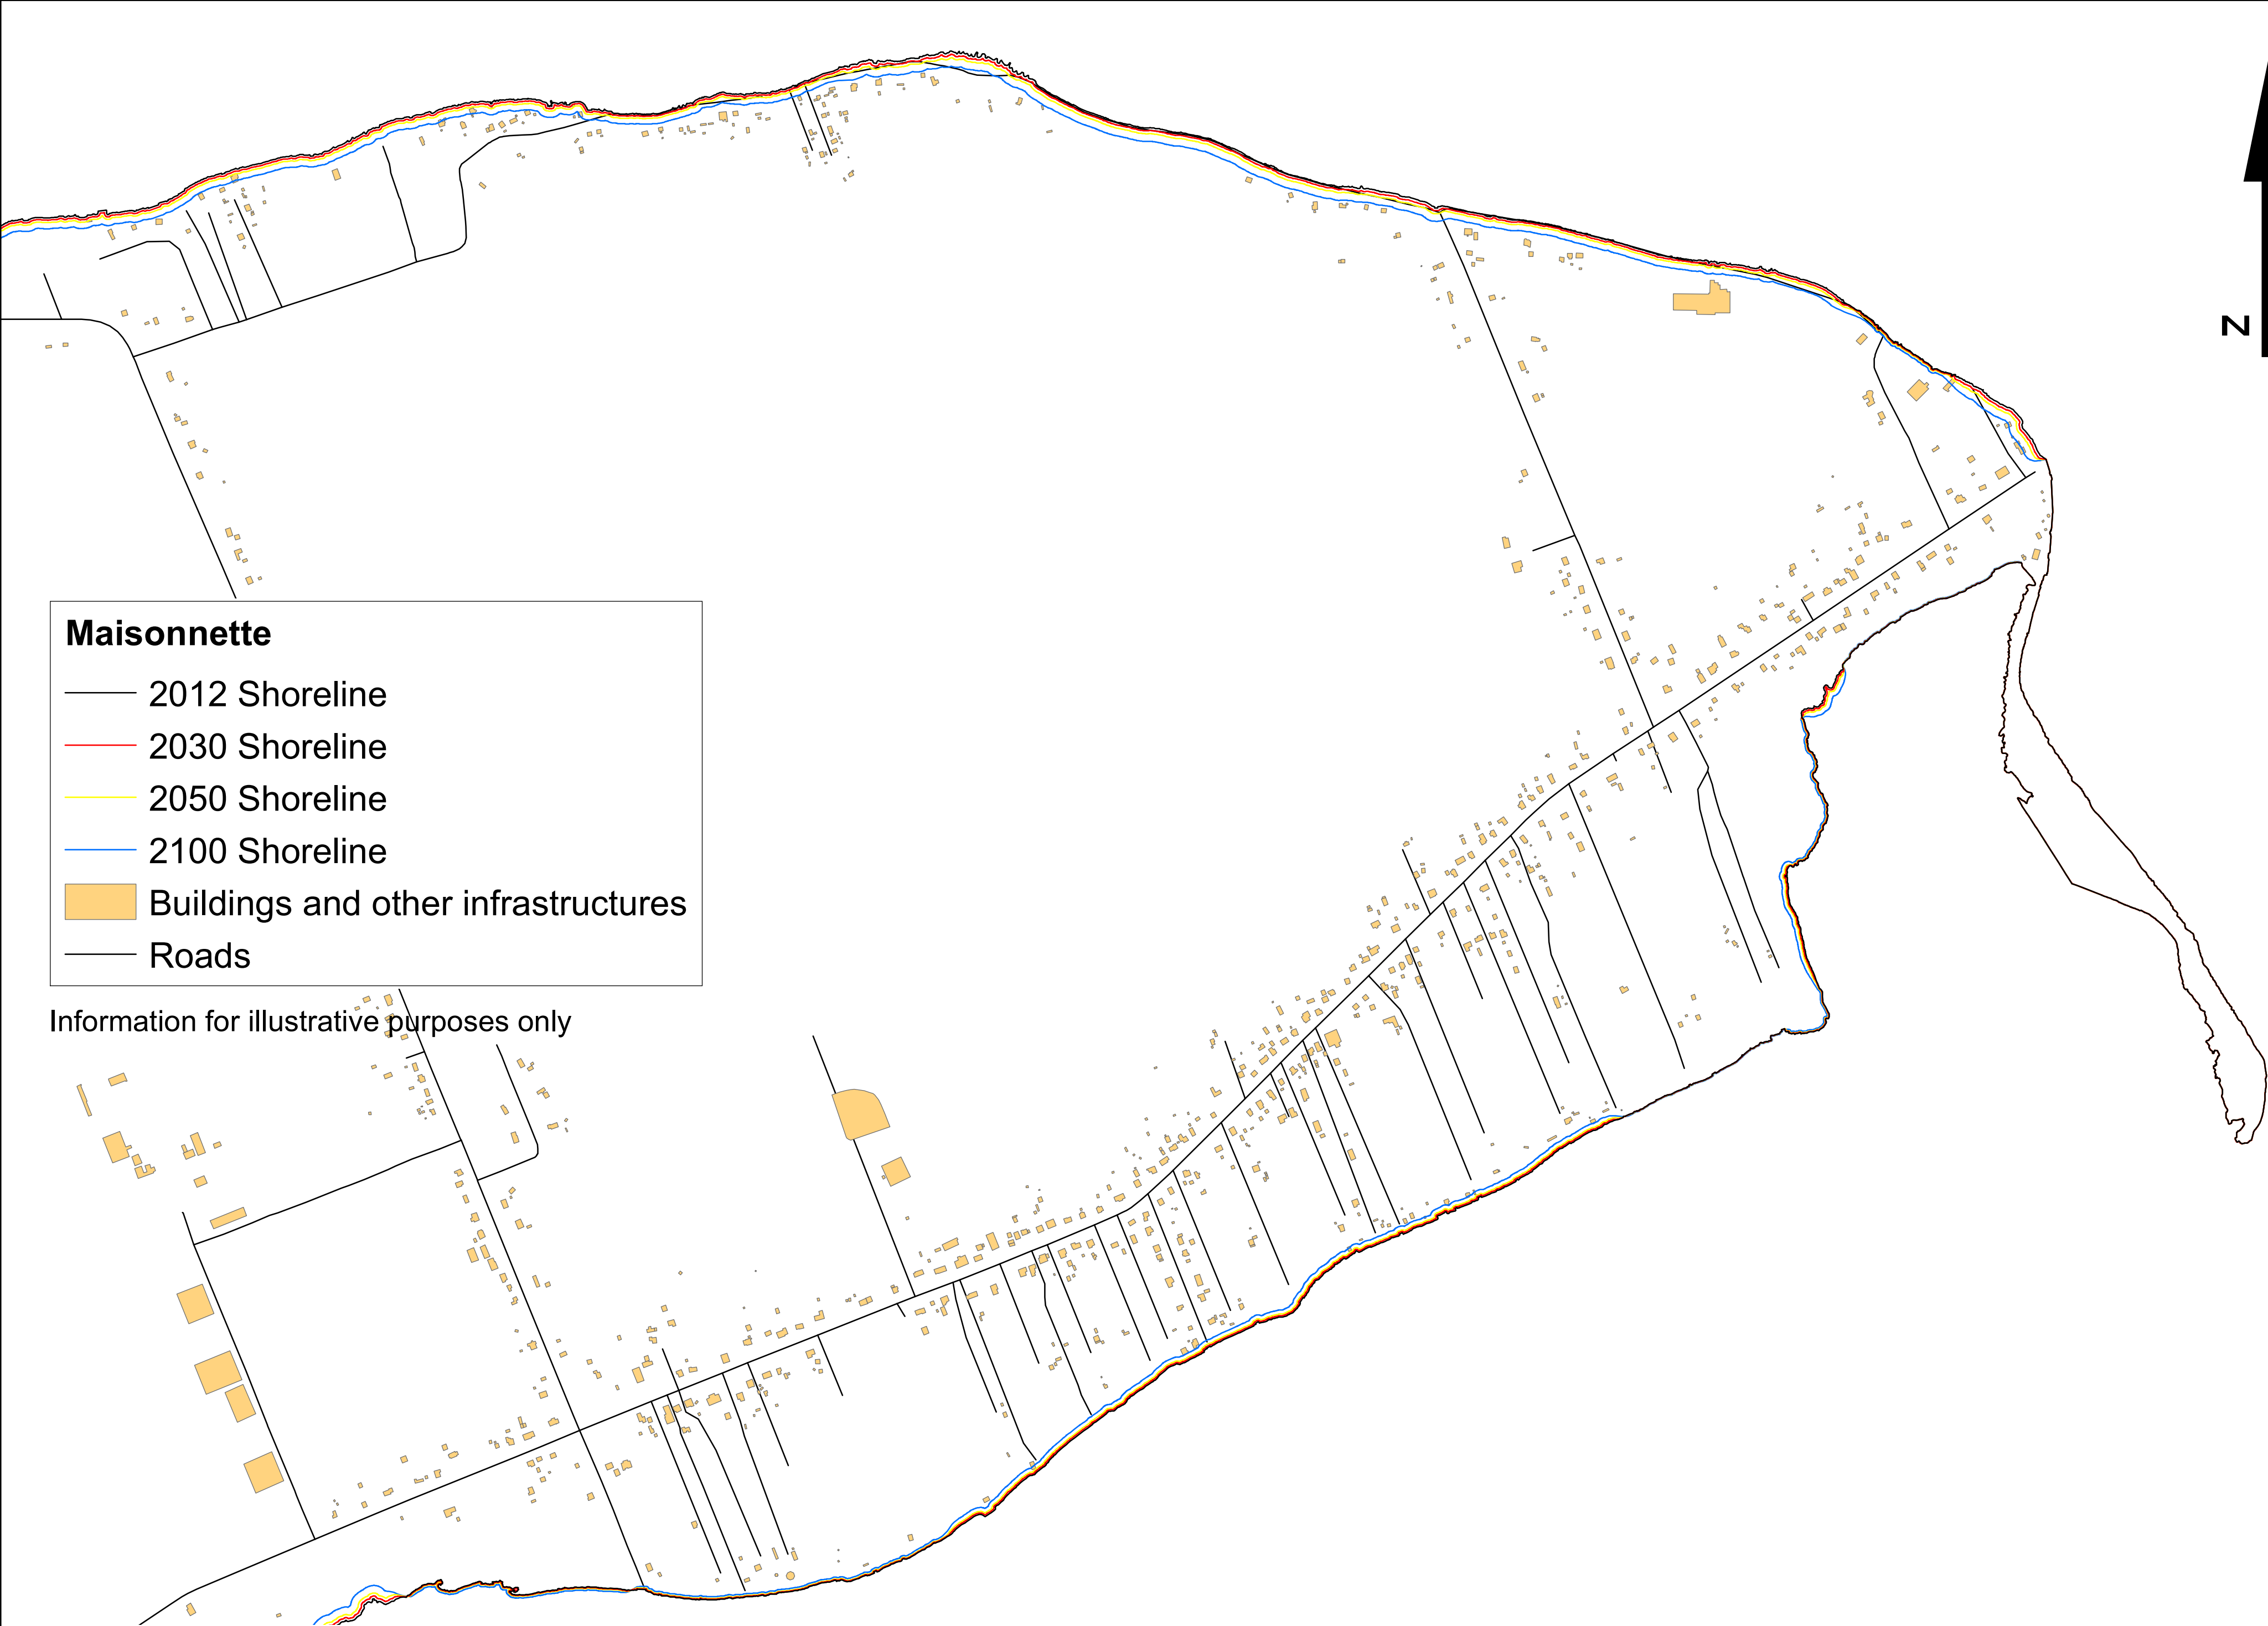 Maisonnette
2012 Shoreline
2030 Shoreline
2050 Shoreline
2100 Shoreline
Buildings and other infrastructures
Roads
Information for illustrative purposes only
N